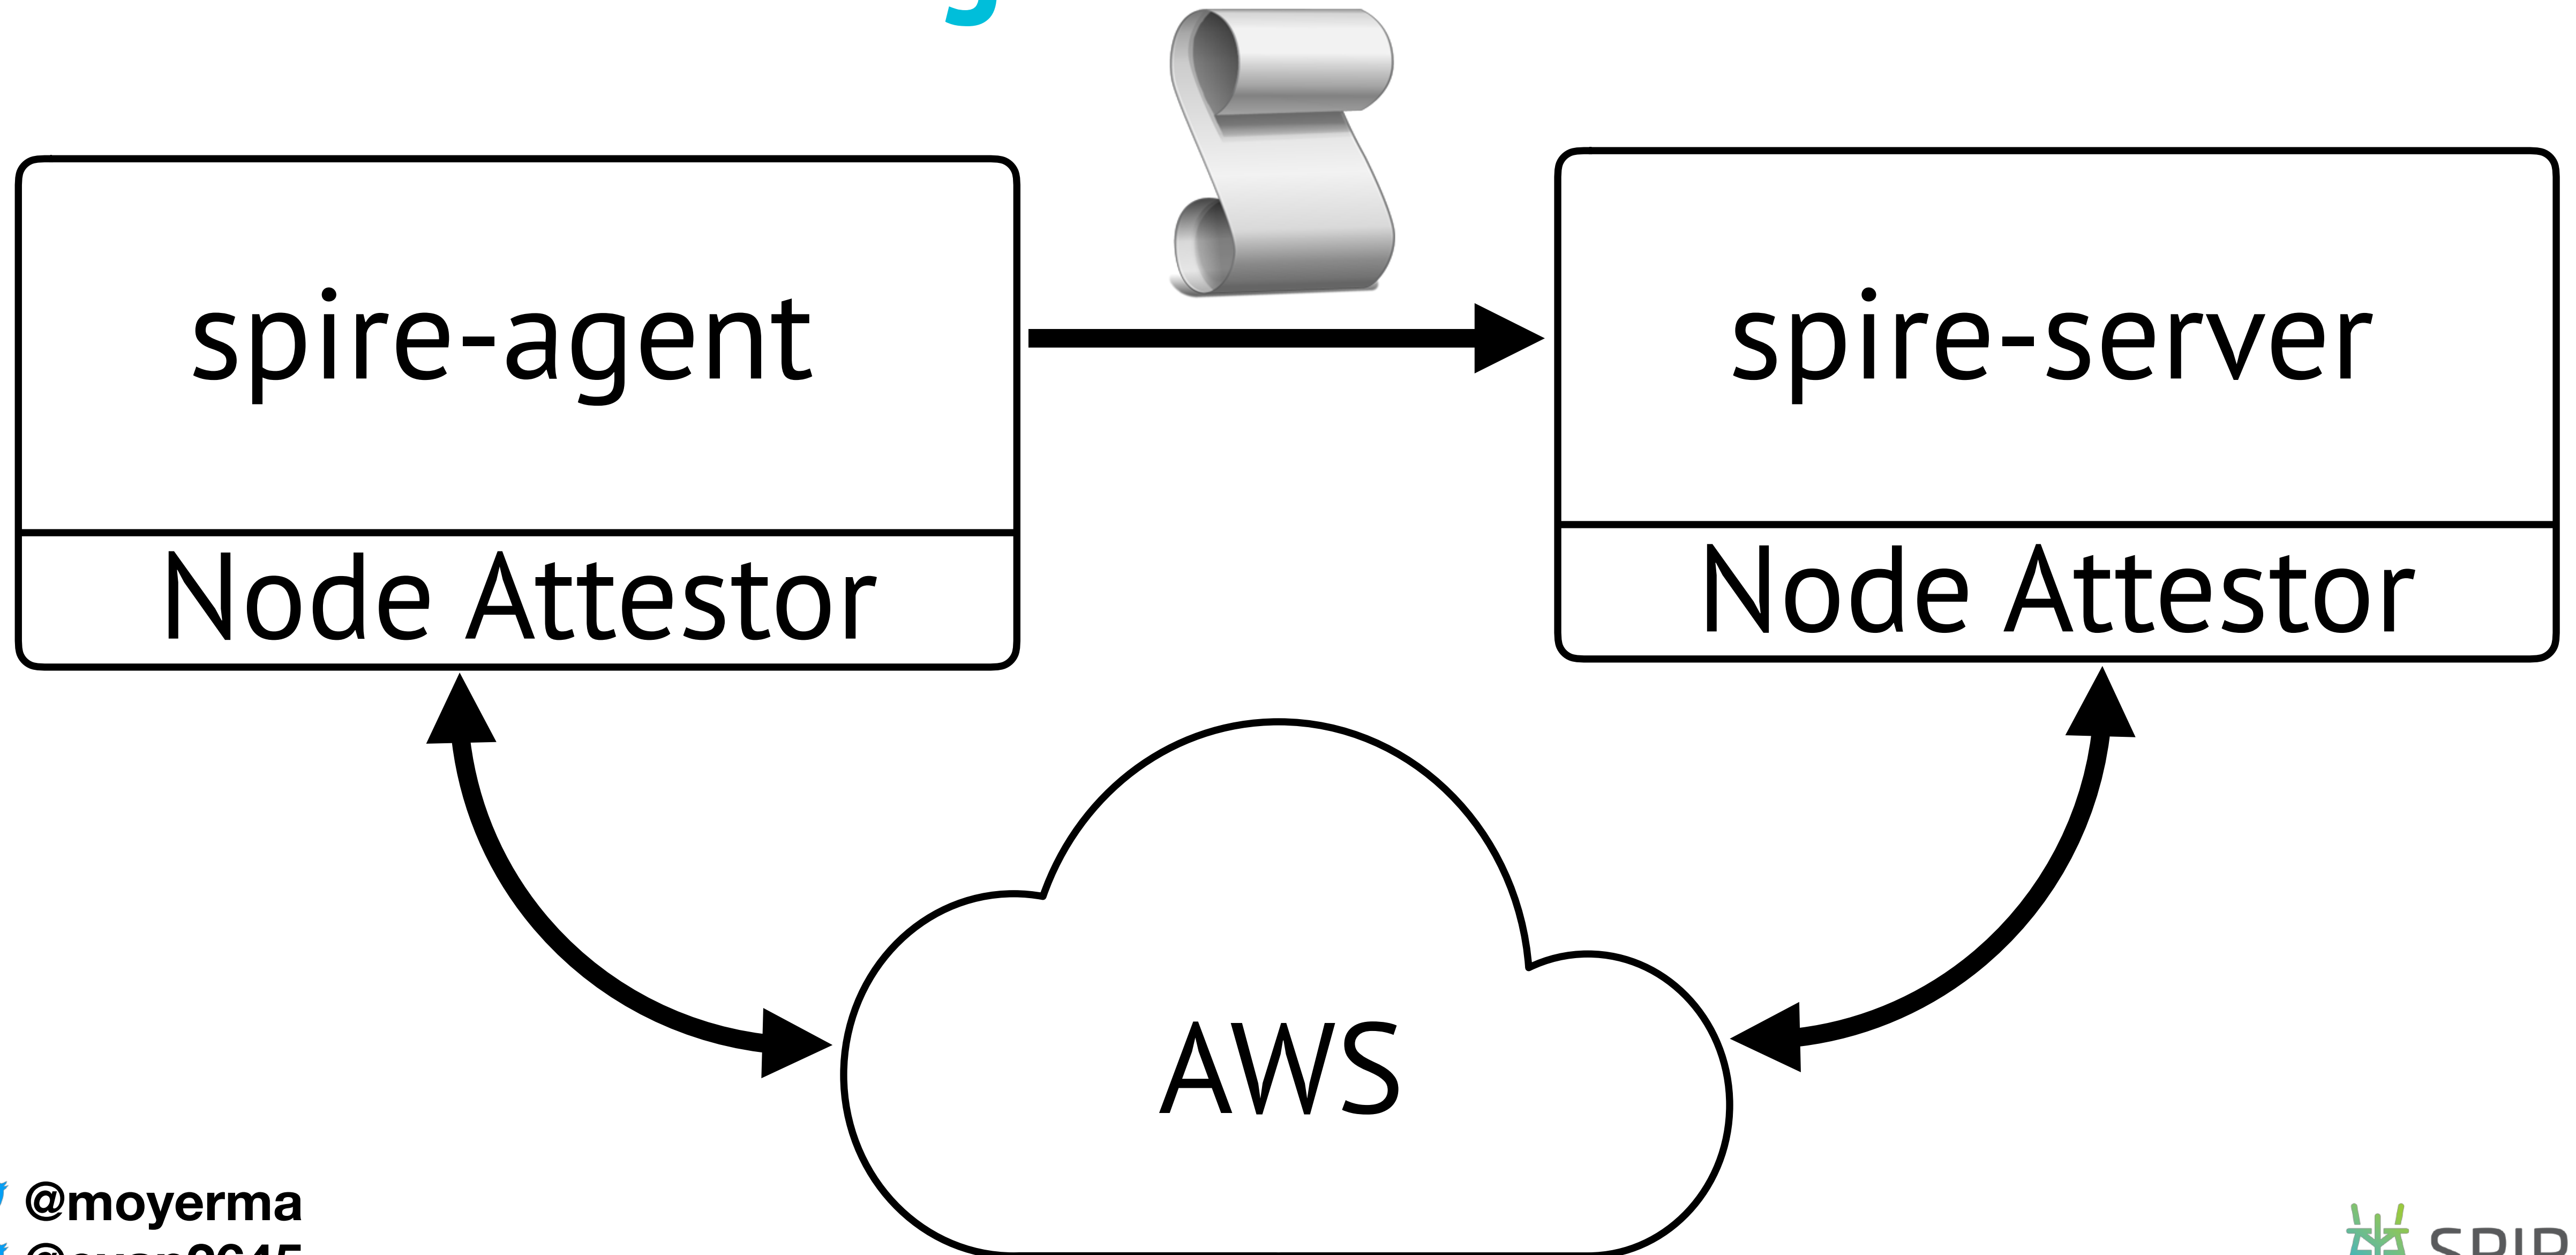 spire-agent
spire-server
Node Attestor
Node Attestor
AWS
@moyerma